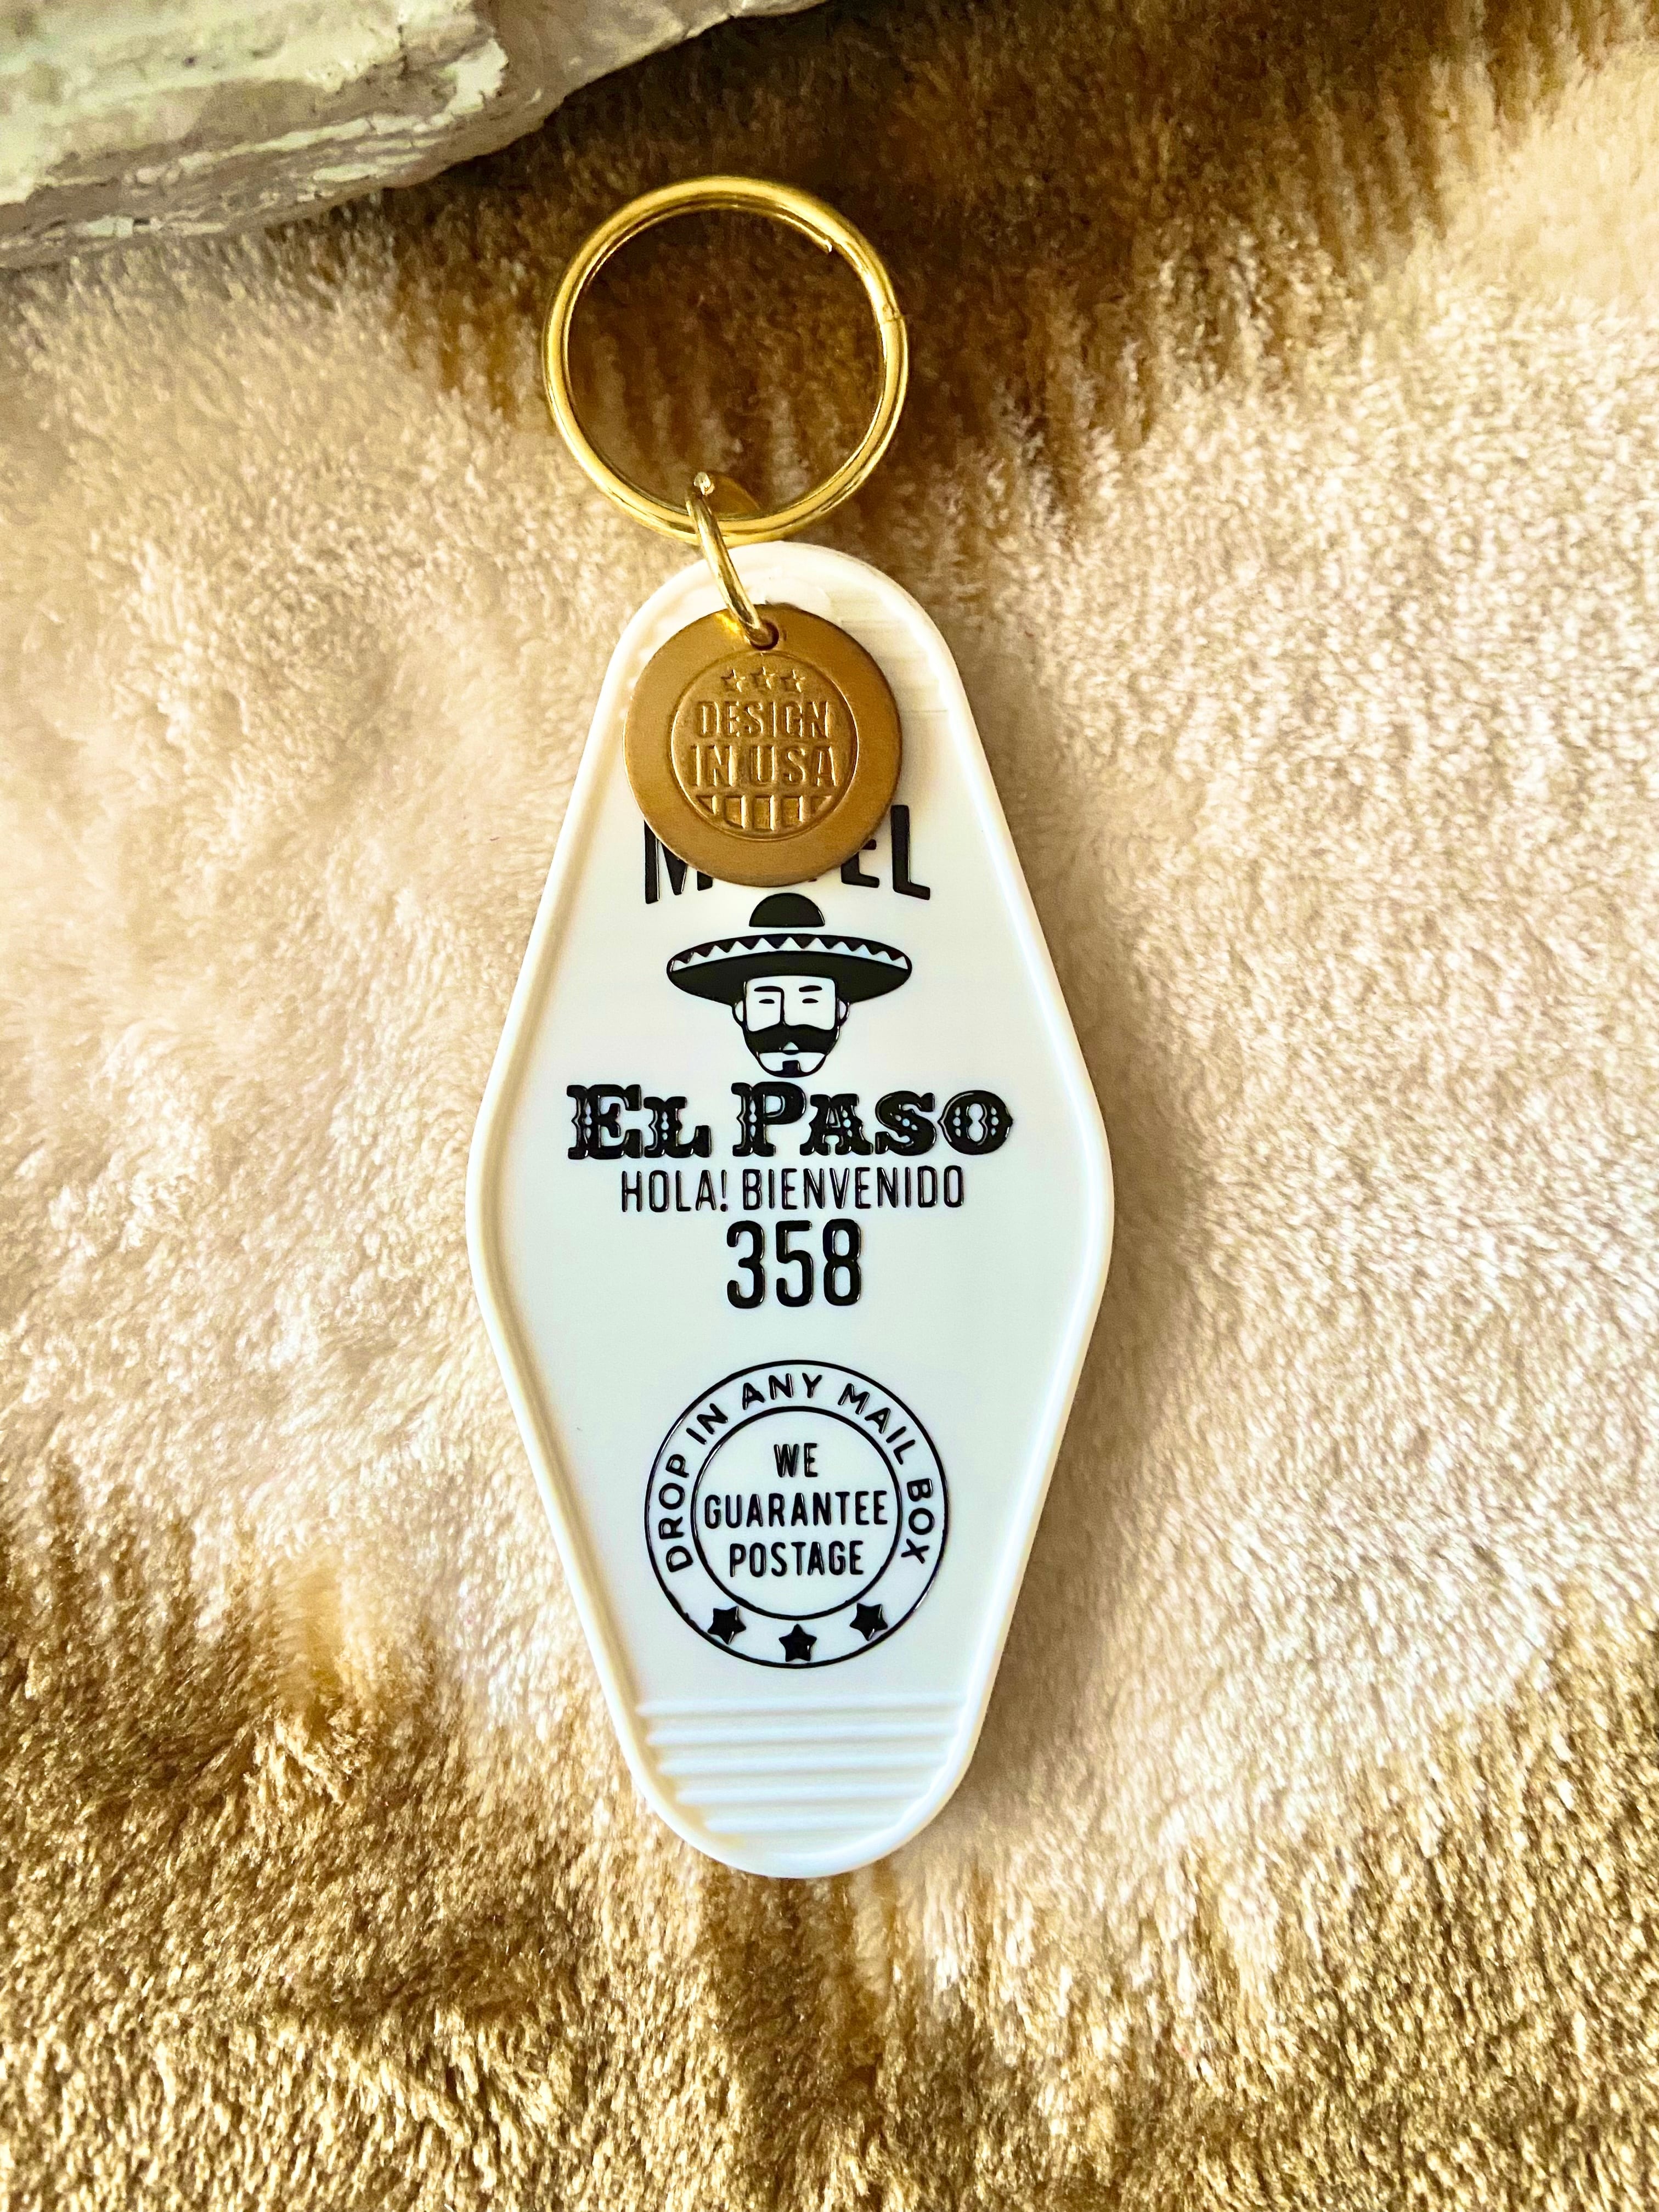 DESIGN
IN USA
EL PASO
HOLA! BIENVENIDO
358
DROP IN ANY MAIL BOX
WE
GUARANTEE
POSTAGE